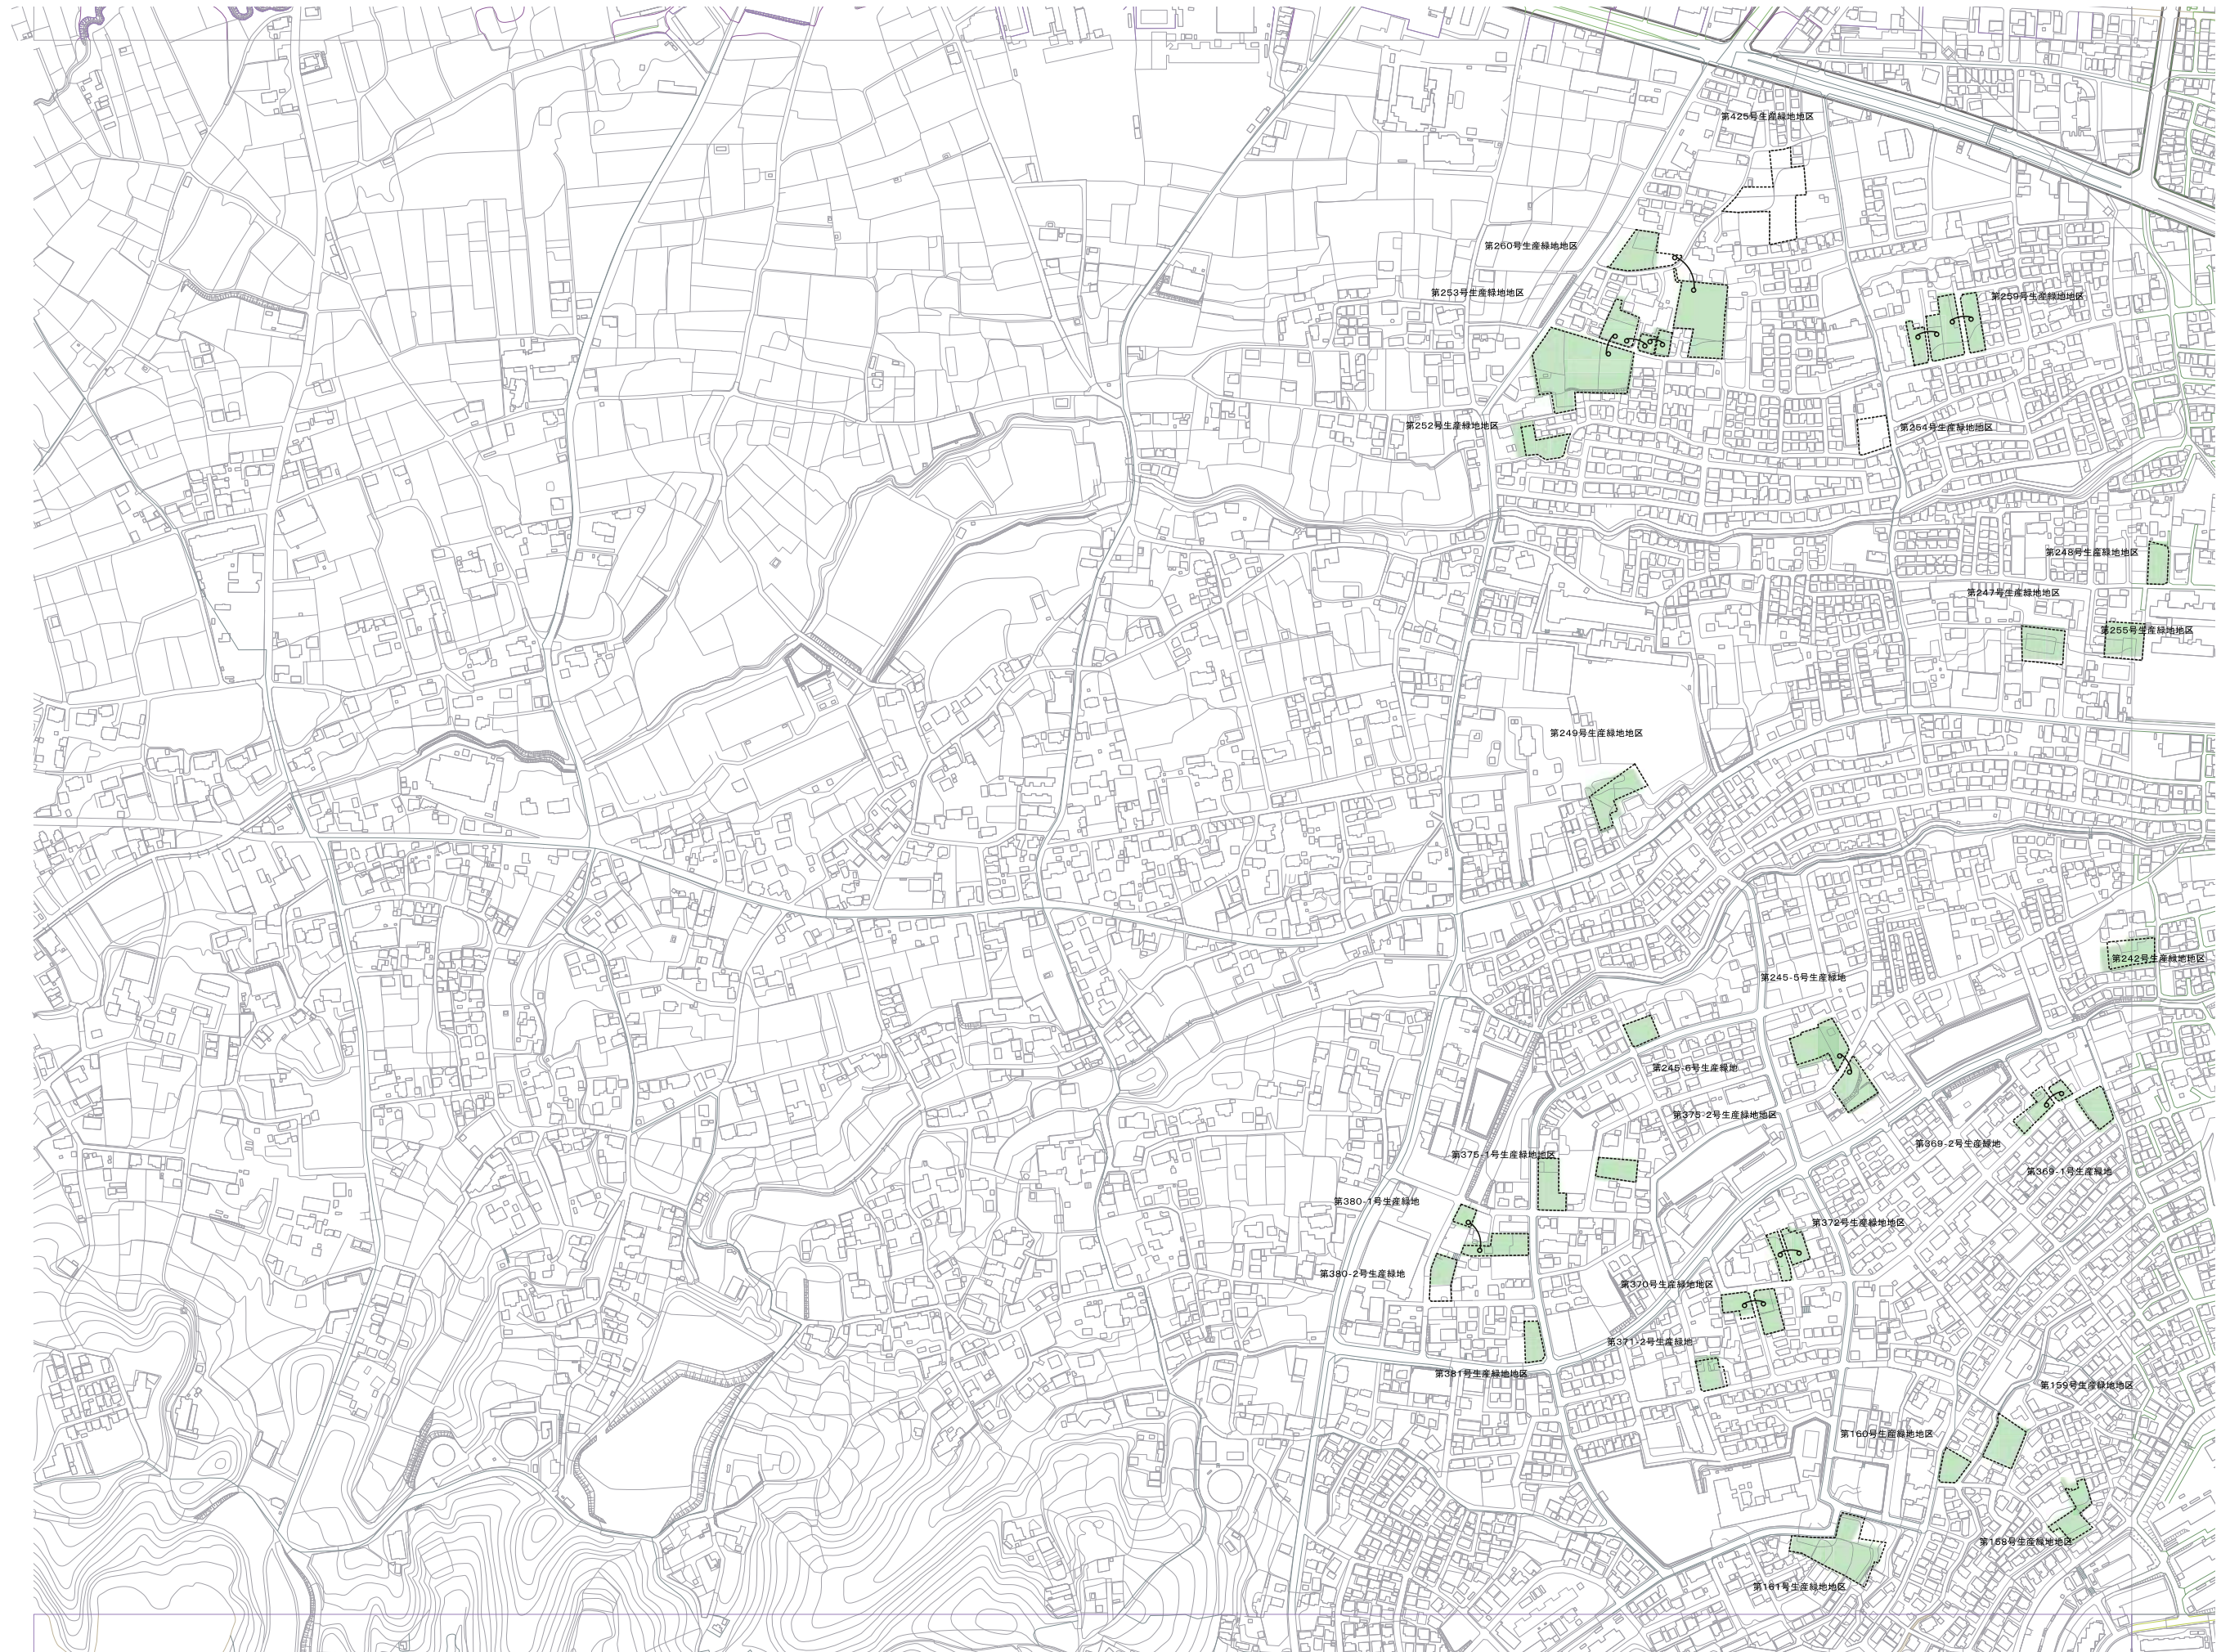 第425号生産緑地地区
第260号生産緑地地区
第253号生産緑地地区
第259号生産緑地地区
第252号生産緑地地区
第254号生産緑地地区
第248号生産緑地地区
第247号生産緑地地区
第255号生産緑地地区
第249号生産緑地地区
第242号生産緑地地区
第245-5号生産緑地
第245-6号生産緑地
第375-2号生産緑地地区
第369-2号生産緑地
第375-1号生産緑地地区
第369-1号生産緑地
第380-1号生産緑地
第372号生産緑地地区
第380-2号生産緑地
第370号生産緑地地区
第371-2号生産緑地
第381号生産緑地地区
第159号生産緑地地区
第160号生産緑地地区
第158号生産緑地地区
第161号生産緑地地区